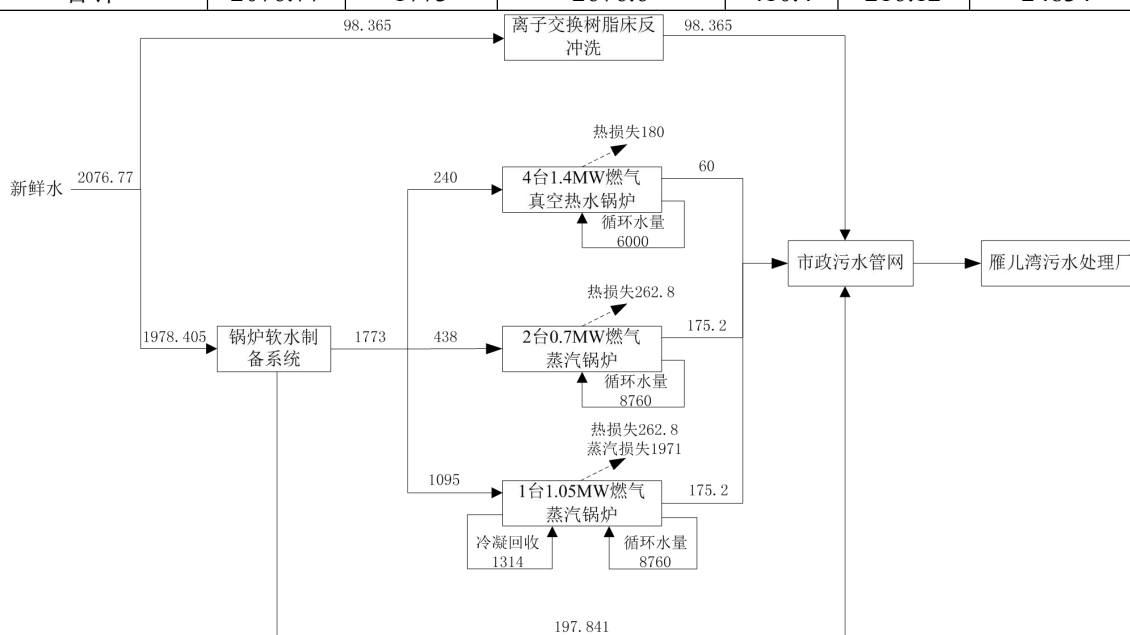 98.365
离子交换树脂床反
冲洗
98.365
热损失180
新鲜水
2076.77
240
4台1.4MW燃气
真空热水锅炉
60
循环水量
6000
市政污水管网
雁儿湾污水处理厂
热损失262.8
1978.405
锅炉软水制
备系统
1773
438
2台0.7MW燃气
蒸汽锅炉
175.2
循环水量
8760
热损失262.8
蒸汽损失1971
1095
1台1.05MW燃气
蒸汽锅炉
175.2
冷凝回收
1314
循环水量
8760
197.841